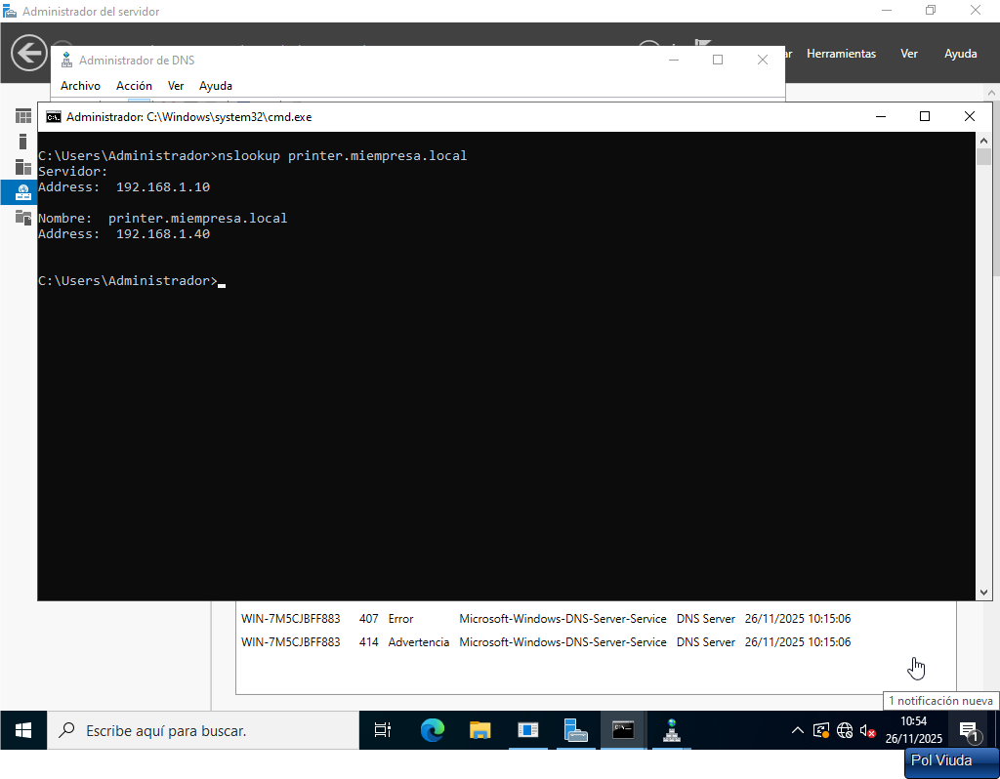 Administrador del servidor
Herramientas Ver Ayuda
Administrador de DNS
Archivo Acción Ver Ayuda
Administrador: C:\Windows\system32\cmd.exe
C:\Users\Administrador>nslookup printer.miempresa.local
Servidor:
Address:  192.168.1.10
Nombre:  printer.miempresa.local
Address:  192.168.1.40
C:\Users\Administrador>
WIN-7M5CJBFF883 407 Error Microsoft-Windows-DNS-Server-Service DNS Server 26/11/2025 10:15:06
WIN-7M5CJBFF883 414 Advertencia Microsoft-Windows-DNS-Server-Service DNS Server 26/11/2025 10:15:06
1 notificación nueva
Escribe aquí para buscar.
10:54
26/11/2025
1
Pol Viuda